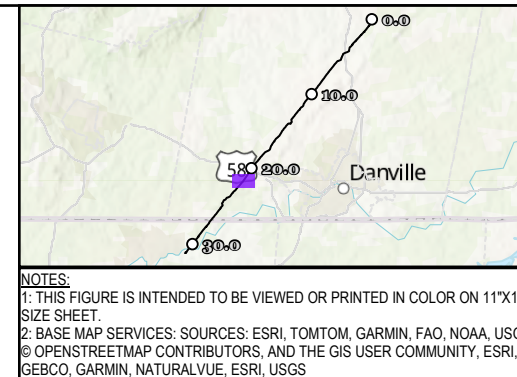 0.0
10.0
58
20.0
Danville
30.0
NOTES:
1: THIS FIGURE IS INTENDED TO BE VIEWED OR PRINTED IN COLOR ON 11"X1
SIZE SHEET.
2: BASE MAP SERVICES: SOURCES: ESRI, TOMTOM, GARMIN, FAO, NOAA, USG
© OPENSTREETMAP CONTRIBUTORS, AND THE GIS USER COMMUNITY, ESRI,
GEBCO, GARMIN, NATURALVUE, ESRI, USGS